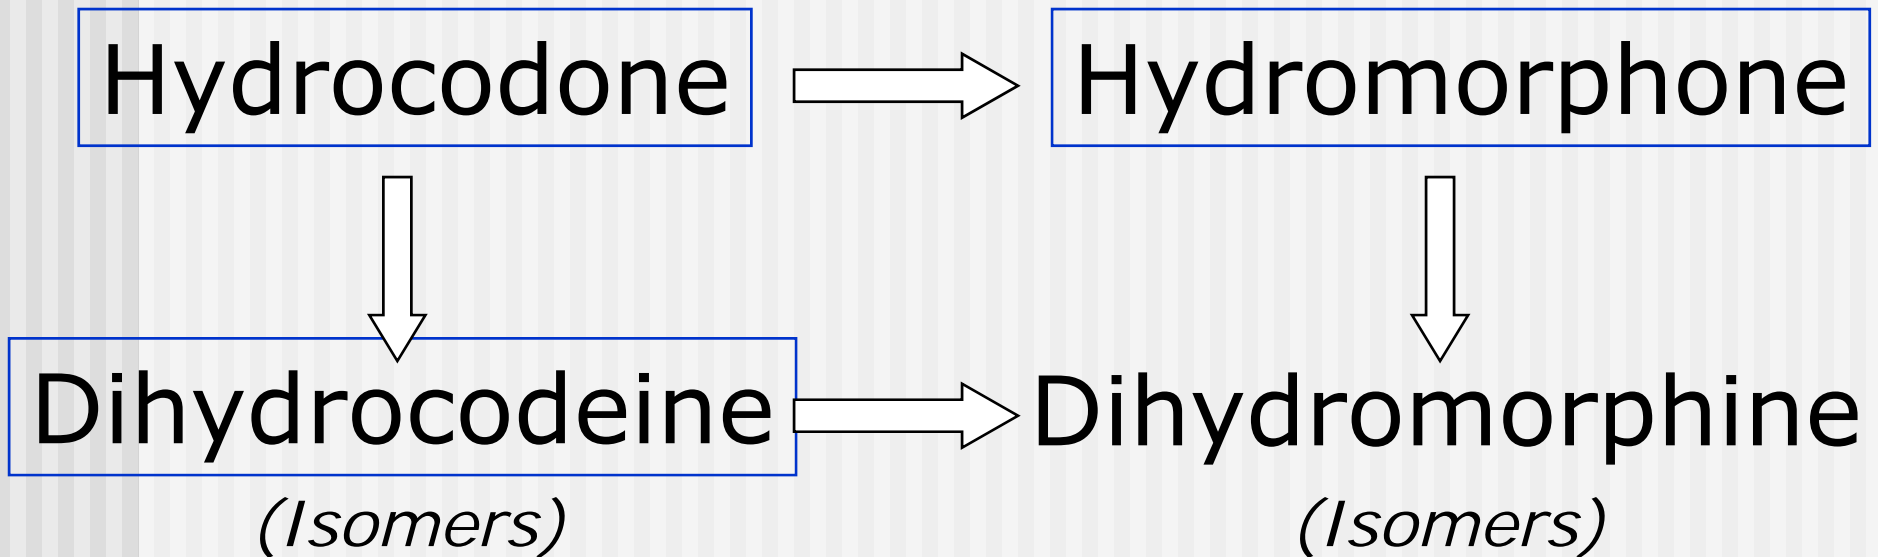 Hydrocodone Hydromorphone
Dihydrocodeine Dihydromorphine
(Isomers) (Isomers)